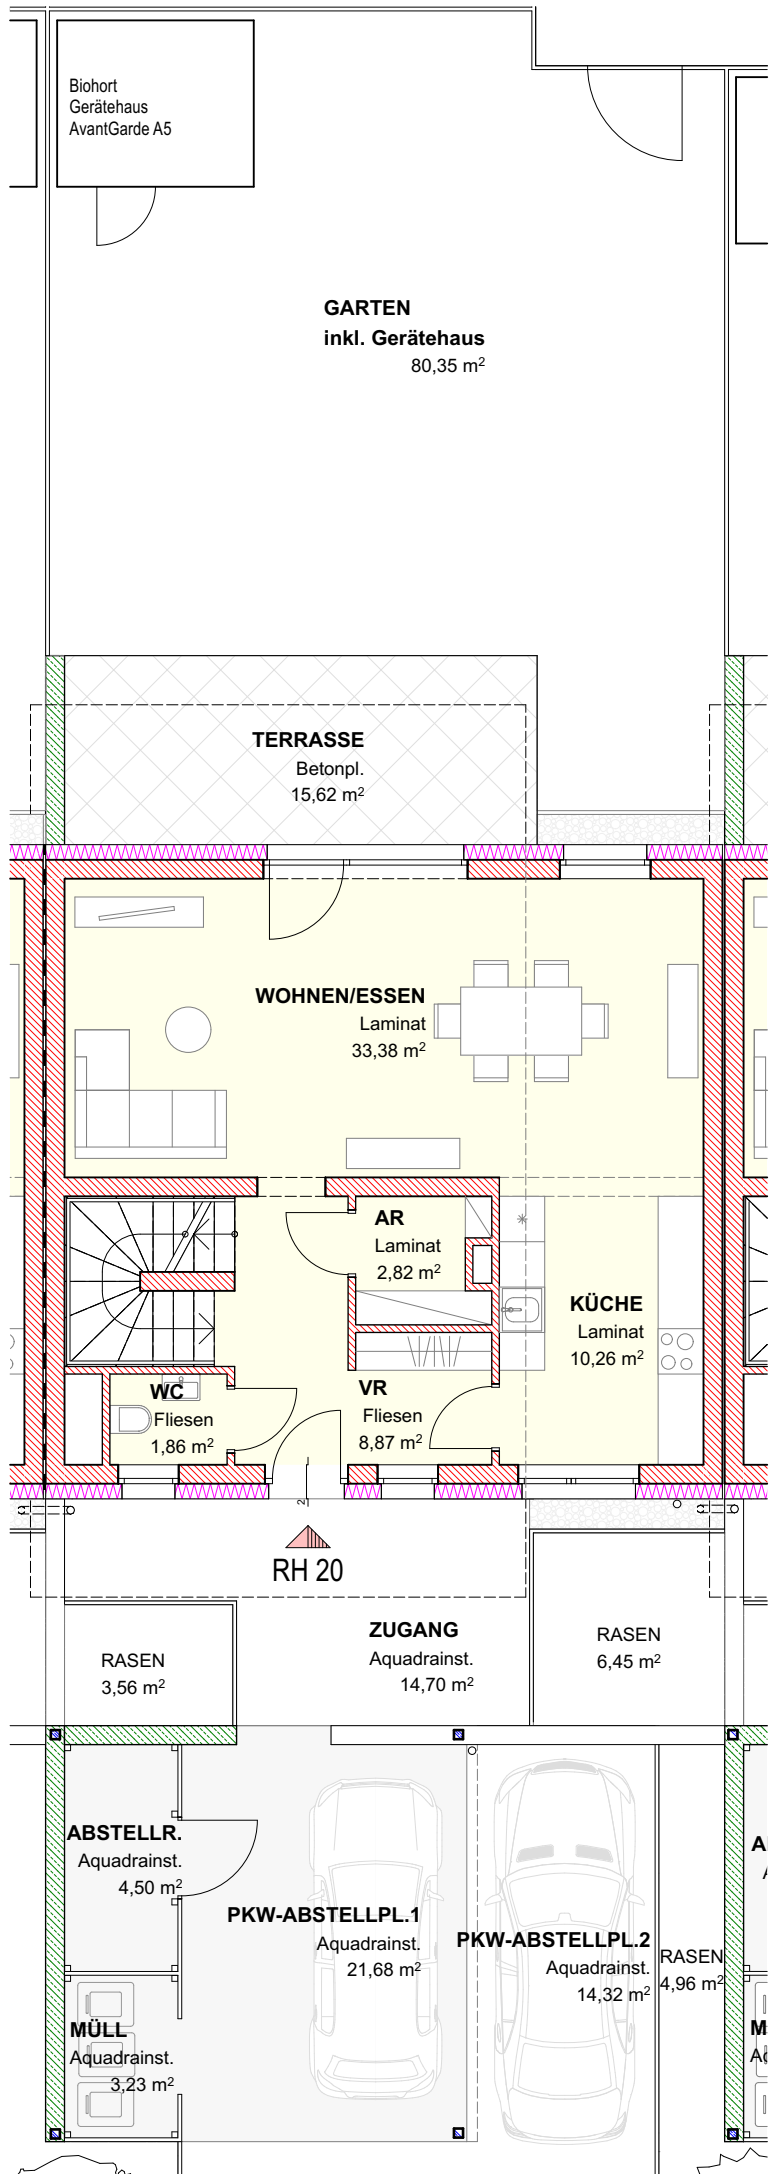 Biohort
Gerätehaus
AvantGarde A5
GARTEN
inkl. Gerätehaus
80,35 m²
TERRASSE
Betonpl.
15,62 m²
WOHNEN/ESSEN
Laminat
33,38 m²
AR
Laminat
2,82 m²
KÜCHE
Laminat
10,26 m²
WC
Fliesen
1,86 m²
VR
Fliesen
8,87 m²
2
RH 20
ZUGANG
Aquadrainst.
14,70 m²
RASEN
6,45 m²
RASEN
3,56 m²
ABSTELLR.
Aquadrainst.
4,50 m²
PKW-ABSTELLPL.1
Aquadrainst.
21,68 m²
PKW-ABSTELLPL.2
Aquadrainst.
14,32 m²
RASEN
4,96 m²
MÜLL
Aquadrainst.
3,23 m²